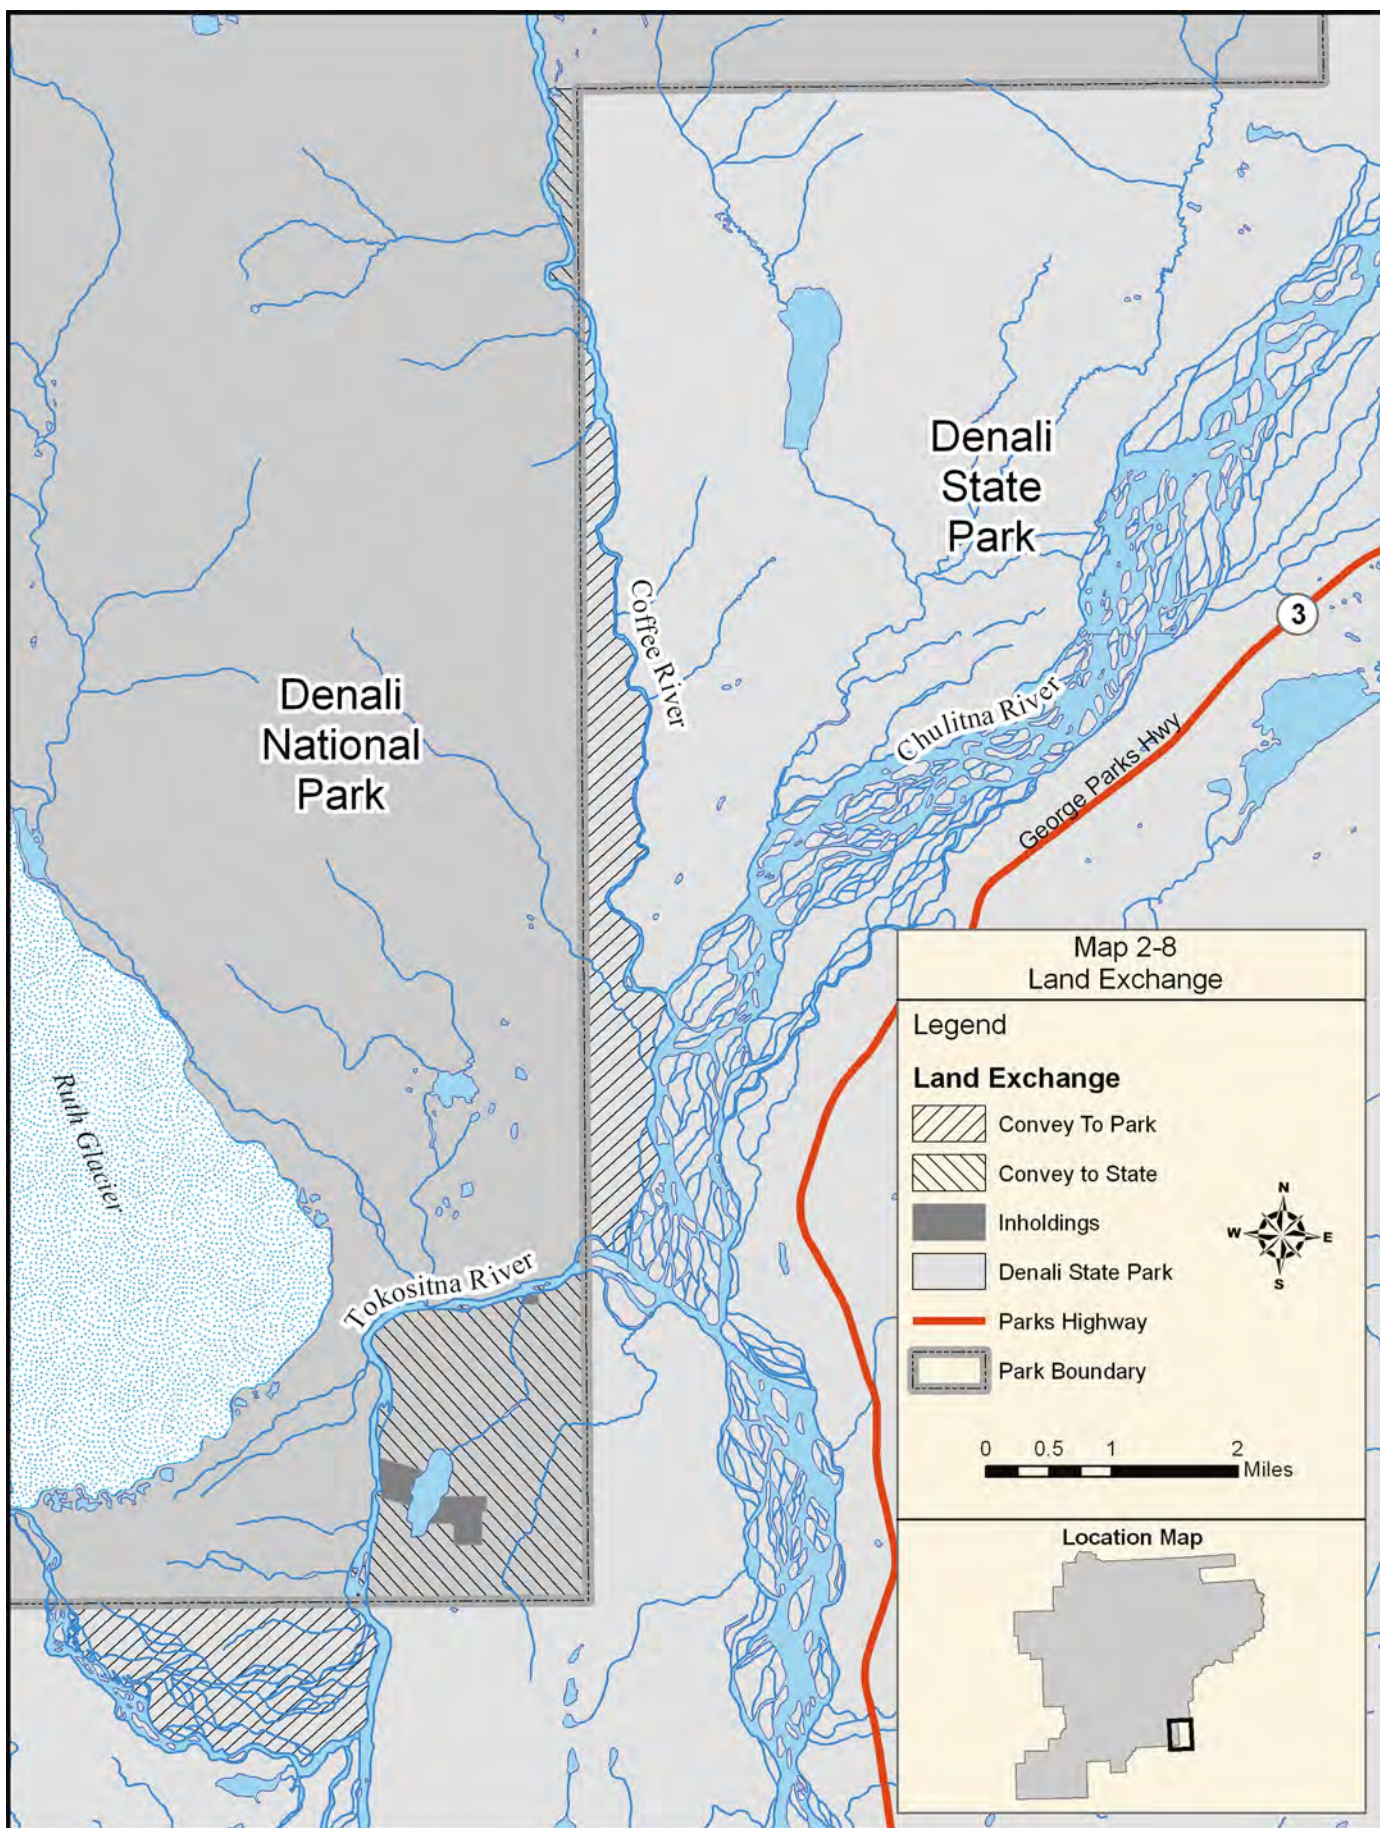 Denali
State
Park
3
Coffee River
Denali
National
Park
Chulitna River
George Parks Hwy
Ruth Glacier
Tokositna River
Map 2-8
Land Exchange
Legend
Land Exchange
Convey To Park
Convey to State
Inholdings
Denali State Park
Parks Highway
Park Boundary
N
W E
S
0 0.5 1 2
Miles
Location Map